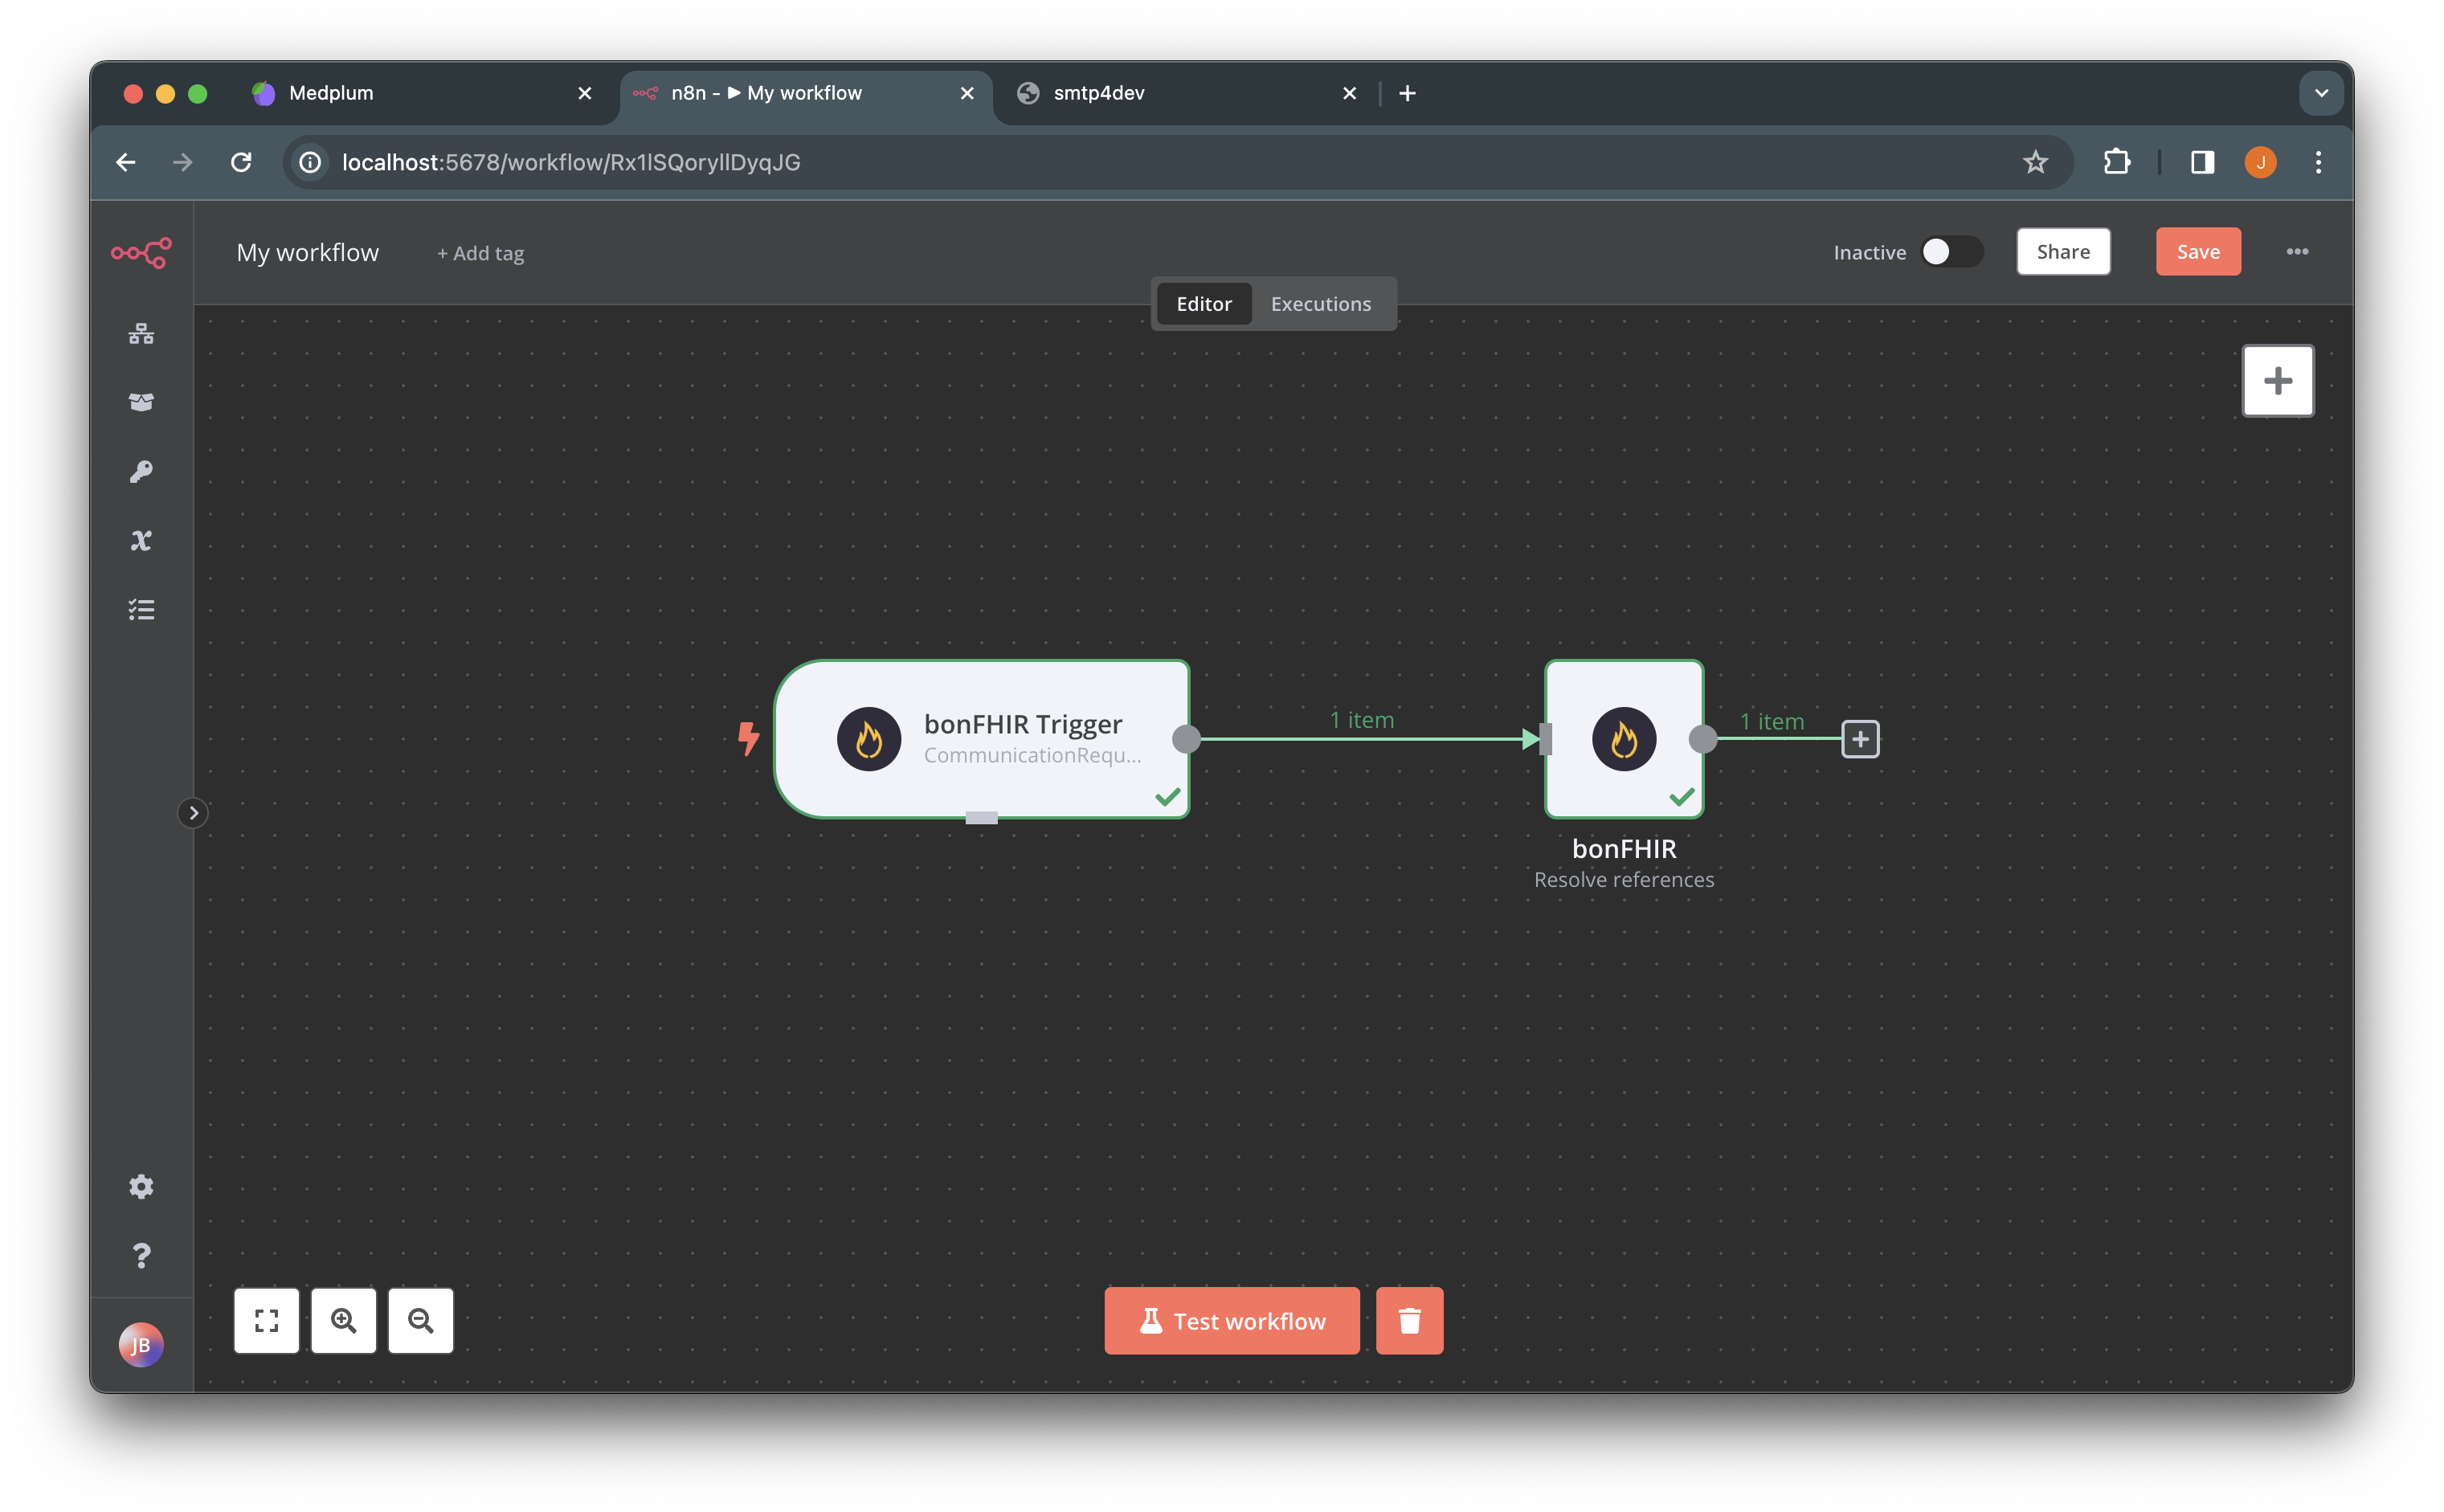 Medplum
n8n - ▶ My workflow
smtp4dev
localhost:5678/workflow/Rx1lSQoryllDyqJG
J
My workflow
+ Add tag
Inactive
Share
Save
Editor
Executions
bonFHIR Trigger
CommunicationRequ...
1 item
1 item
bonFHIR
Resolve references
Test workflow
JB